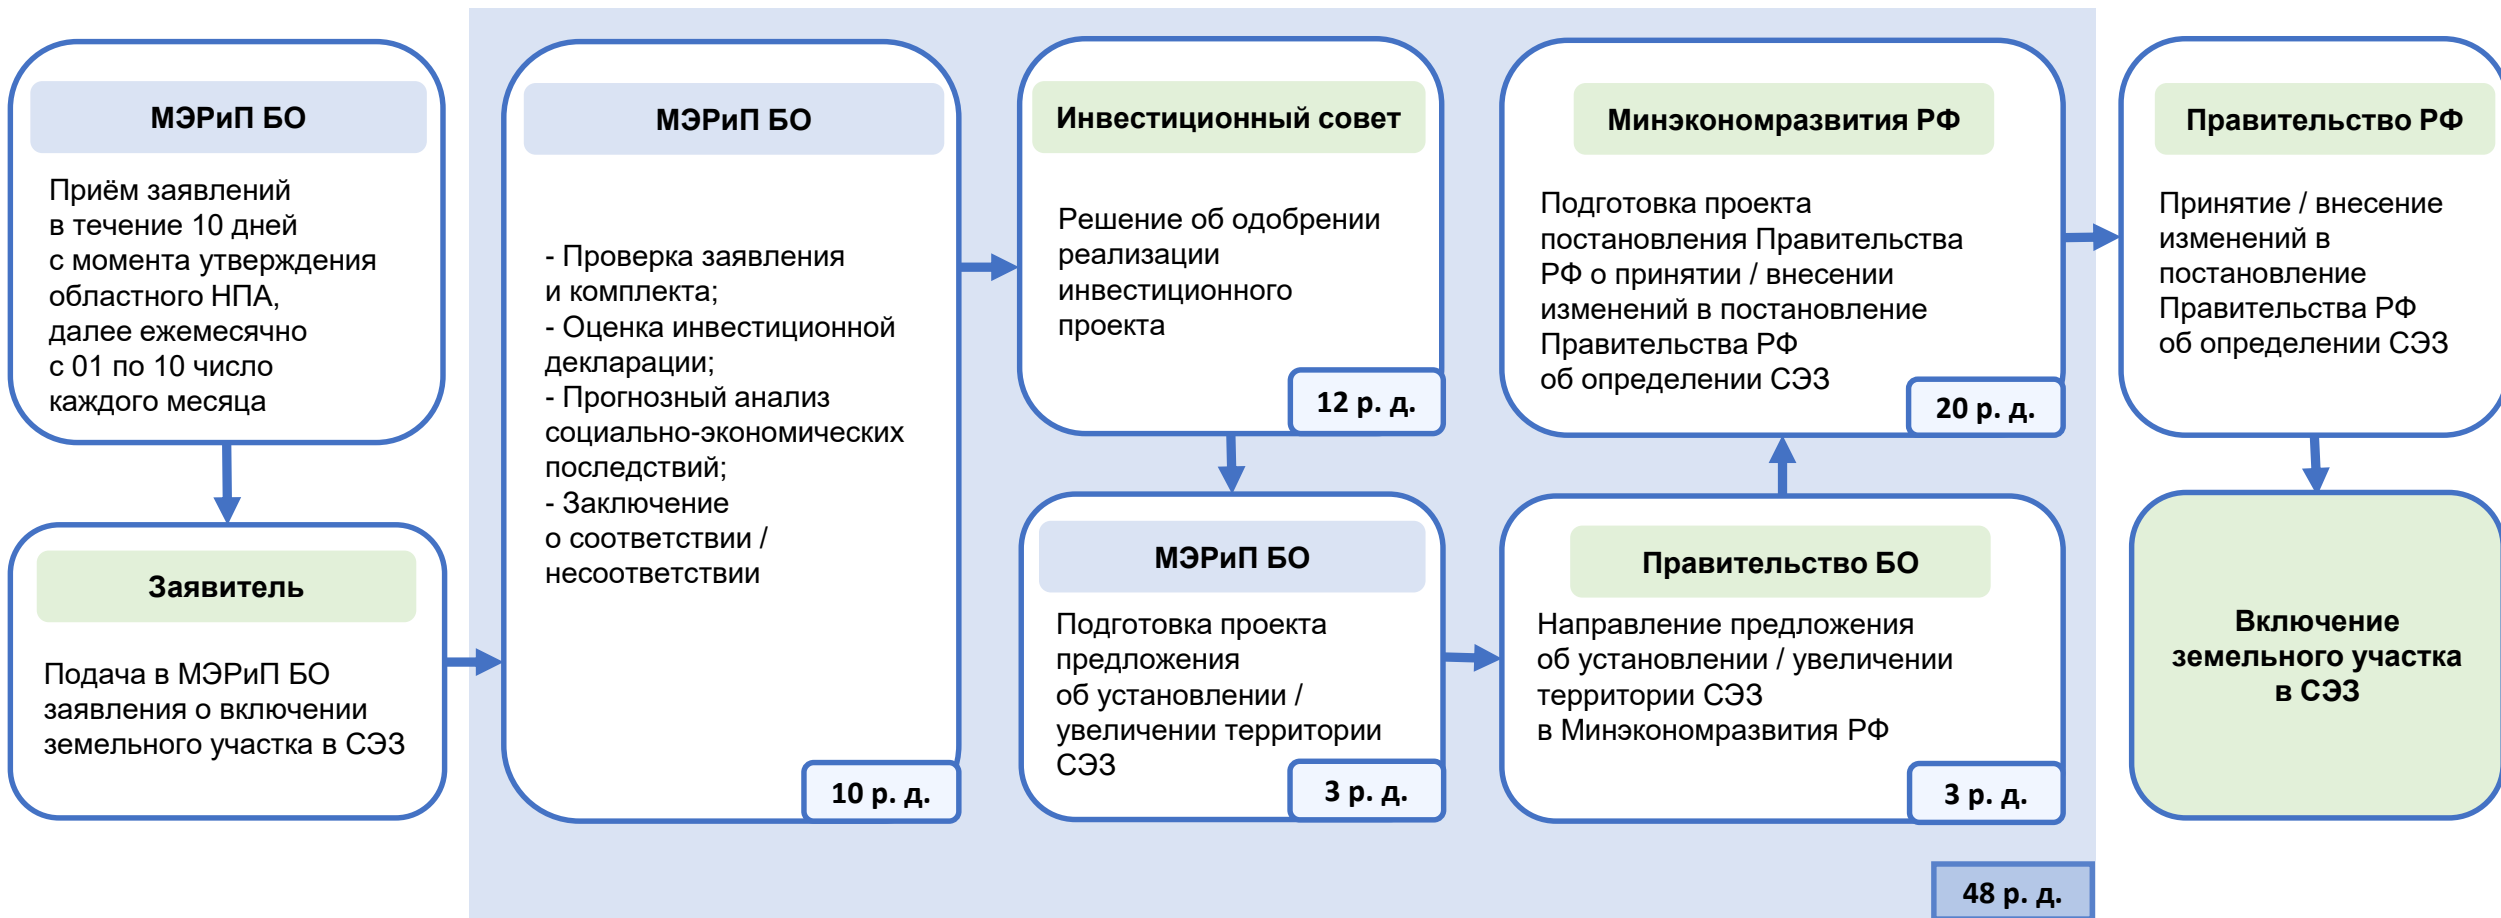 МЭРиП БО
Приём заявлений
в течение 10 дней
с момента утверждения
областного НПА,
далее ежемесячно
с 01 по 10 число
каждого месяца
Заявитель
Подача в МЭРиП БО
заявления о включении
земельного участка в СЭЗ
МЭРиП БО
- Проверка заявления
и комплекта;
- Оценка инвестиционной
декларации;
- Прогнозный анализ
социально-экономических
последствий;
- Заключение
о соответствии /
несоответствии
10 р. д.
Инвестиционный совет
Решение об одобрении
реализации
инвестиционного
проекта
12 р. д.
МЭРиП БО
Подготовка проекта
предложения
об установлении /
увеличении территории
СЭЗ
3 р. д.
Правительство БО
Направление предложения
об установлении / увеличении
территории СЭЗ
в Минэкономразвития РФ
3 р. д.
Минэкономразвития РФ
Подготовка проекта
постановления Правительства
РФ о принятии / внесении
изменений в постановление
Правительства РФ
об определении СЭЗ
20 р. д.
48 р. д.
Правительство РФ
Принятие / внесение
изменений в
постановление
Правительства РФ
об определении СЭЗ
Включение
земельного участка
в СЭЗ